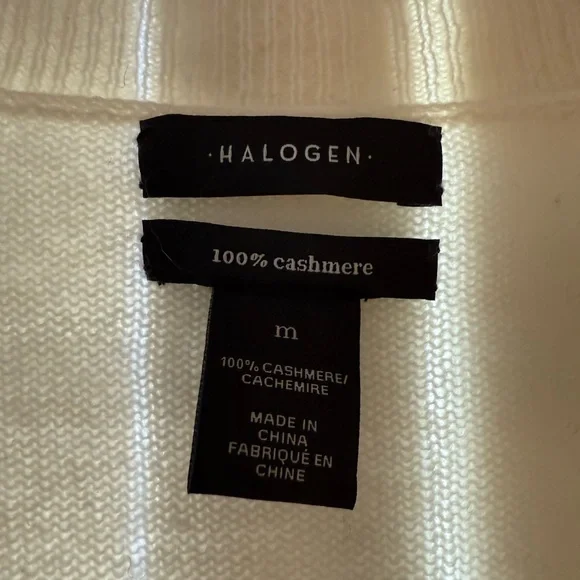 ·HALOGEN·
100% cashmere
m
100% CASHMERE/
CACHEMIRE
MADE IN
CHINA
FABRIQUÉ EN
CHINE